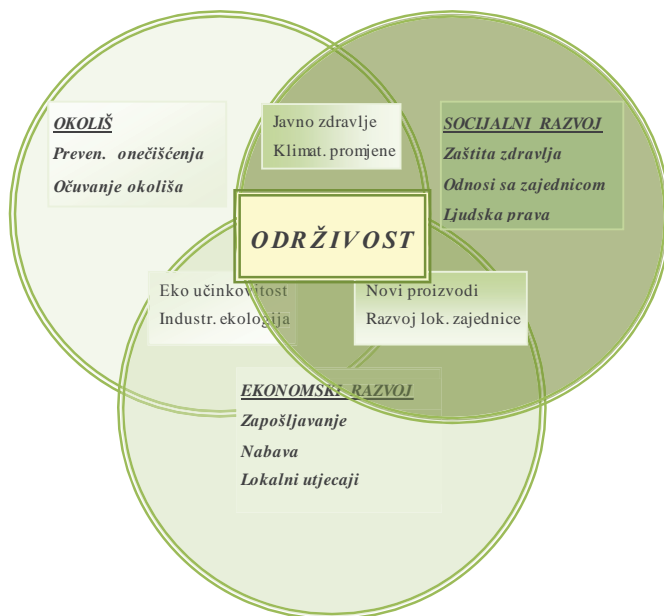 OKOLIŠ
Preven. onečišćenja
Očuvanje okoliša
Javno zdravlje
Klimat. promjene
SOCIJALNI RAZVOJ
Zaštita zdravlja
Odnosi sa zajednicom
Ljudska prava
ODRŽIVOST
Eko učinkovitost
Industr. ekologija
Novi proizvodi
Razvoj lok. zajednice
EKONOMSKI RAZVOJ
Zapošljavanje
Nabava
Lokalni utjecaji